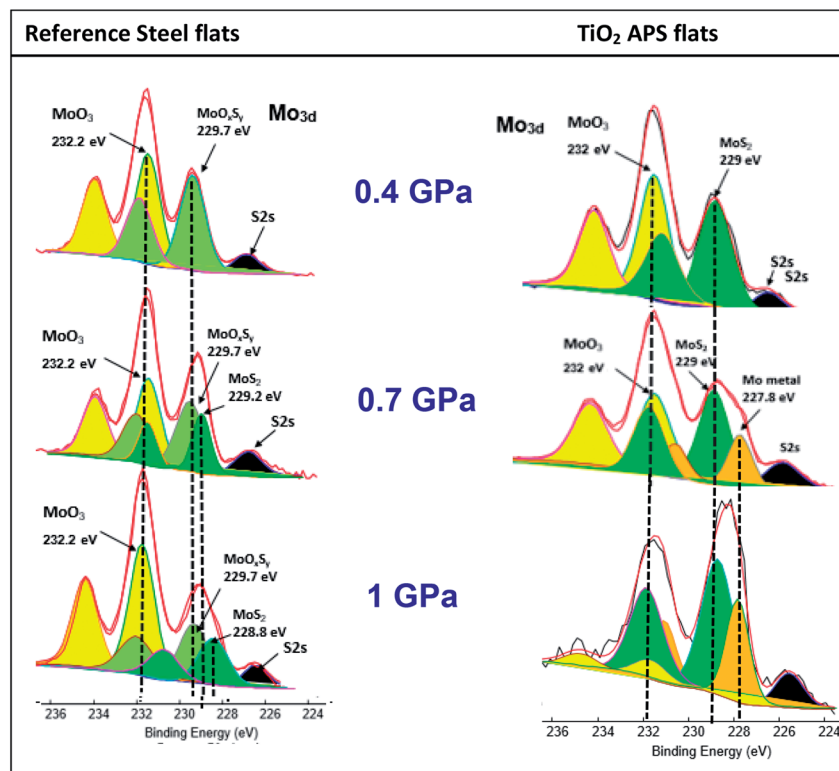 Reference Steel flats
TiO₂ APS flats
MoO₃
232.2 eV
MoOₓSᵧ
229.7 eV
Mo₃d
S2s
0.4 GPa
Mo₃d
MoO₃
232 eV
MoS₂
229 eV
S2s
S2s
MoO₃
232.2 eV
MoOₓSᵧ
229.7 eV
MoS₂
229.2 eV
S2s
0.7 GPa
MoO₃
232 eV
MoS₂
229 eV
Mo metal
227.8 eV
S2s
MoO₃
232.2 eV
MoOₓSᵧ
229.7 eV
MoS₂
228.8 eV
S2s
1 GPa
236 234 232 230 228 226 224
Binding Energy (eV)
236 234 232 230 228 226 224
Binding Energy (eV)